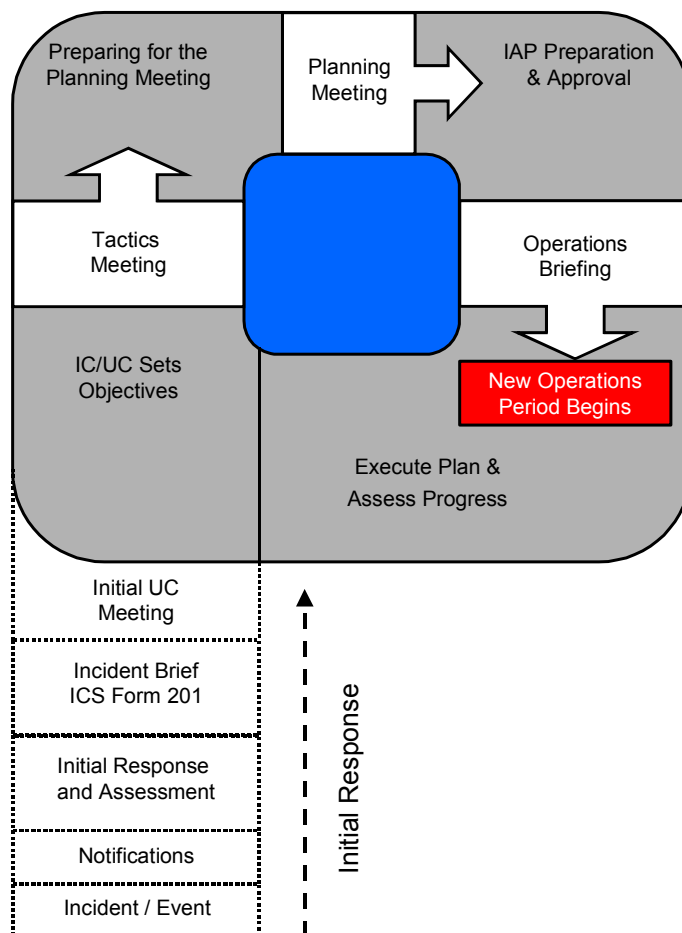 Preparing for the
Planning Meeting
Planning
Meeting
IAP Preparation
& Approval
Tactics
Meeting
Operations
Briefing
IC/UC Sets
Objectives
New Operations
Period Begins
Execute Plan &
Assess Progress
Initial UC
Meeting
Incident Brief
ICS Form 201
Initial Response
and Assessment
Notifications
Incident / Event
Initial Response